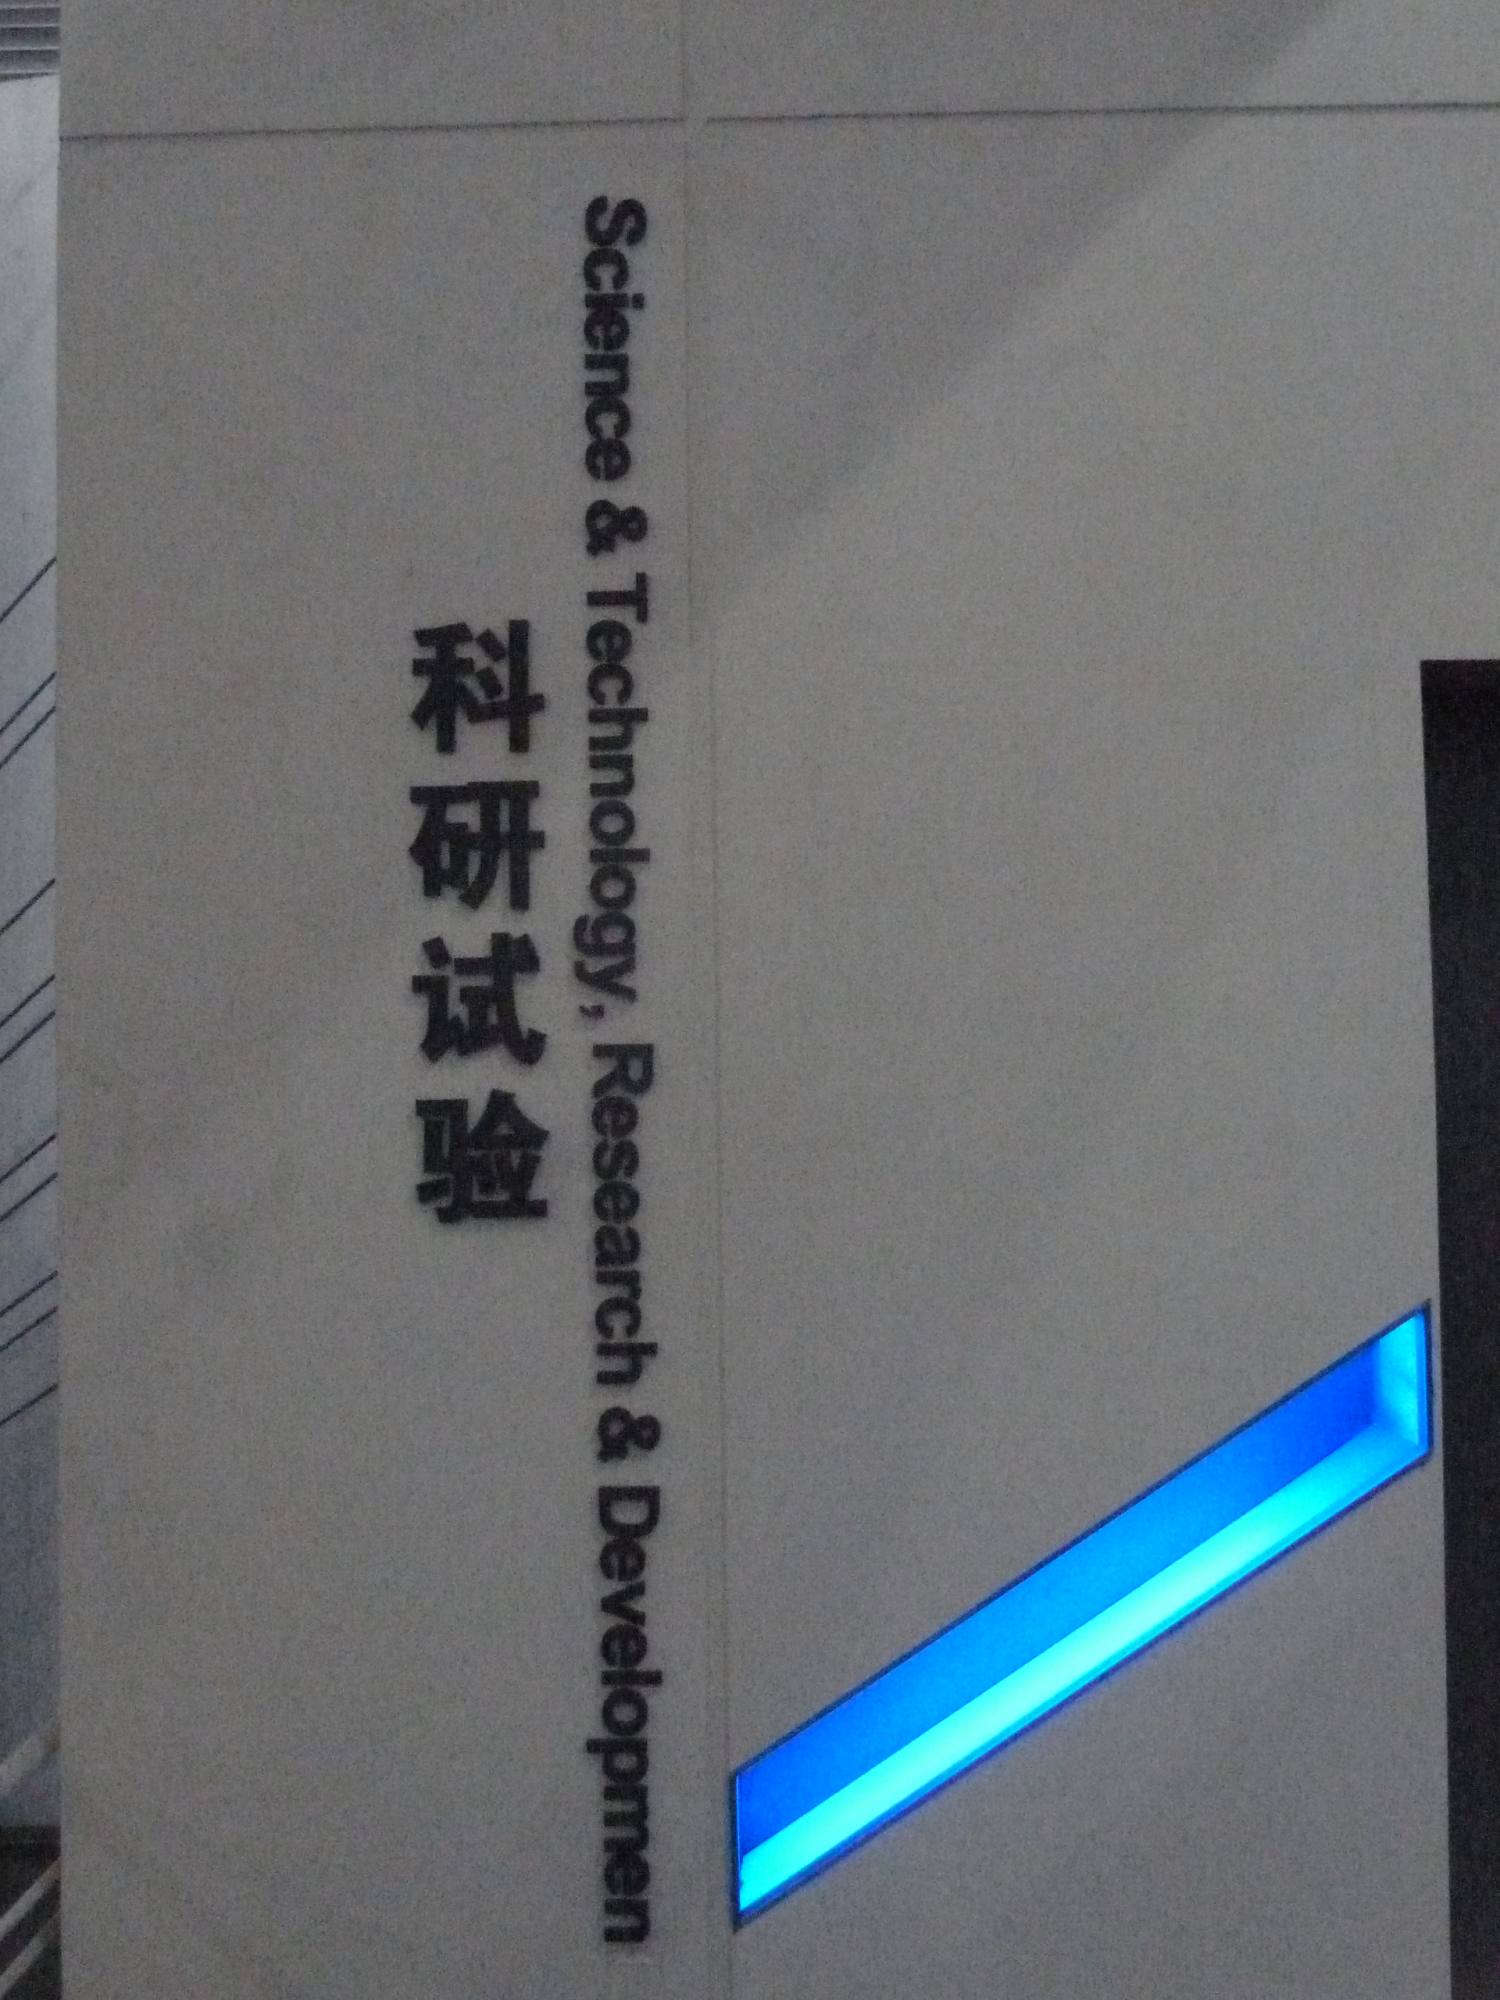 科研试验
Science & Technology, Research & Developmen